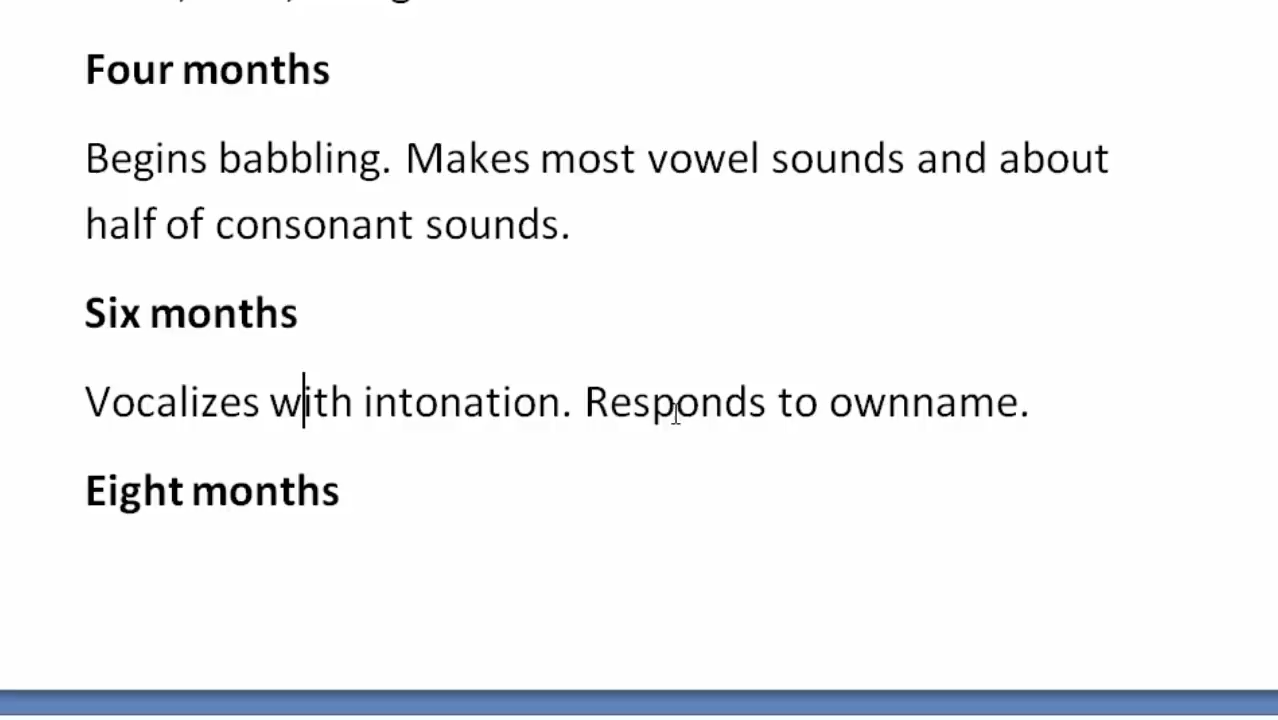 Four months
Begins babbling. Makes most vowel sounds and about
half of consonant sounds.
Six months
Vocalizes with intonation. Responds to ownname.
Eight months